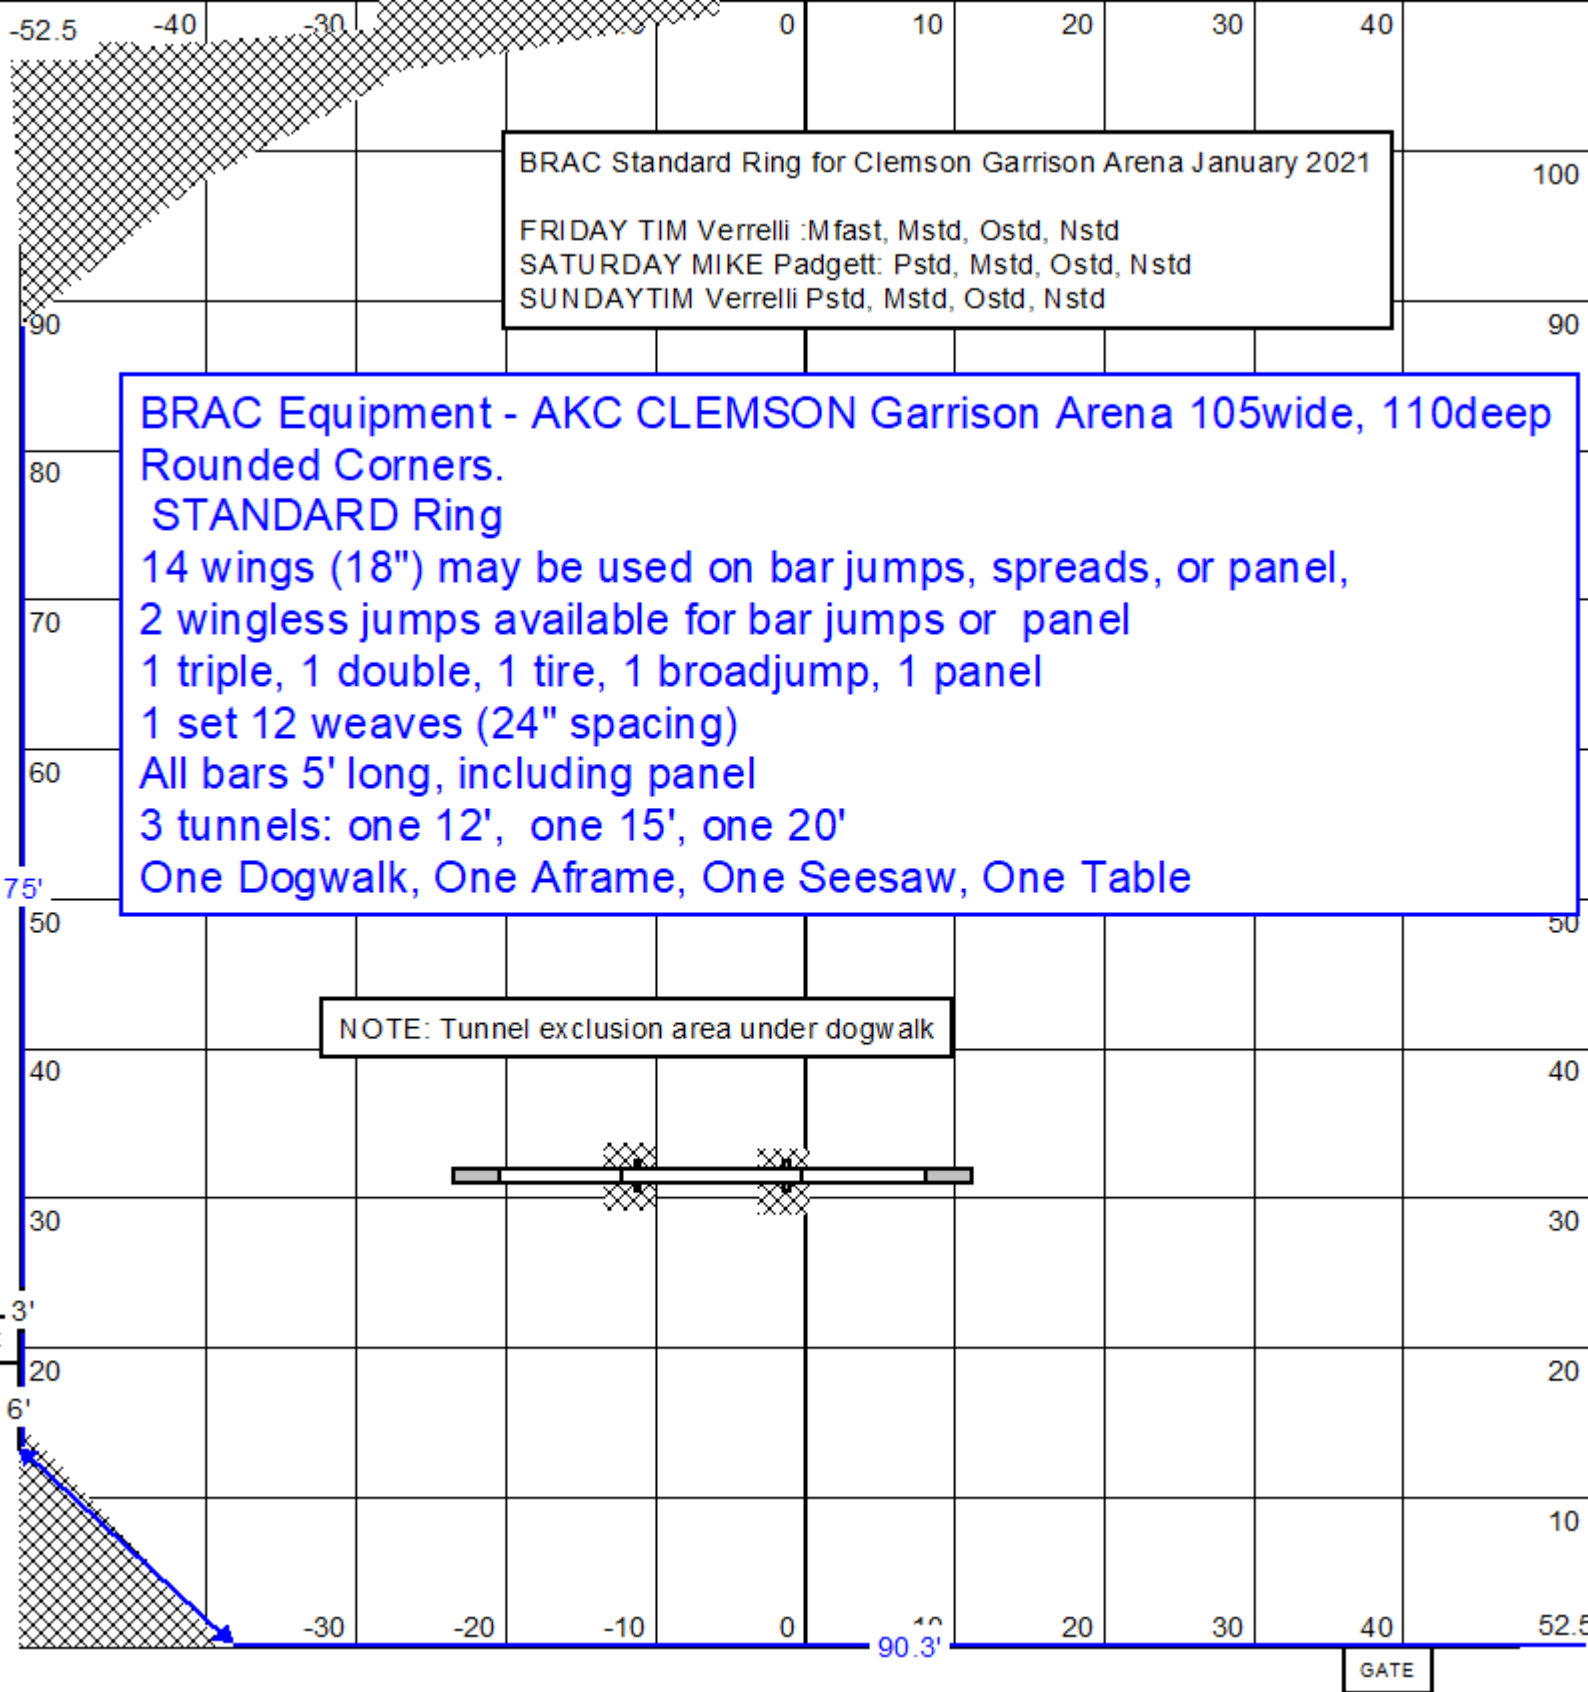 -52.5 -40 -30 0 10 20 30 40
BRAC Standard Ring for Clemson Garrison Arena January 2021
100
FRIDAY TIM Verrelli :Mfast, Mstd, Ostd, Nstd
SATURDAY MIKE Padgett: Pstd, Mstd, Ostd, Nstd
SUNDAYTIM Verrelli Pstd, Mstd, Ostd, Nstd
90 90
BRAC Equipment - AKC CLEMSON Garrison Arena 105wide, 110deep
Rounded Corners.
80
STANDARD Ring
14 wings (18") may be used on bar jumps, spreads, or panel,
70
2 wingless jumps available for bar jumps or panel
1 triple, 1 double, 1 tire, 1 broadjump, 1 panel
1 set 12 weaves (24" spacing)
60
All bars 5' long, including panel
3 tunnels: one 12', one 15', one 20'
One Dogwalk, One Aframe, One Seesaw, One Table
75'
50 50
NOTE: Tunnel exclusion area under dogwalk
40 40
30 30
3'
20 20
6'
10
-30 -20 -10 0 10 20 30 40 52.5
90.3'
GATE